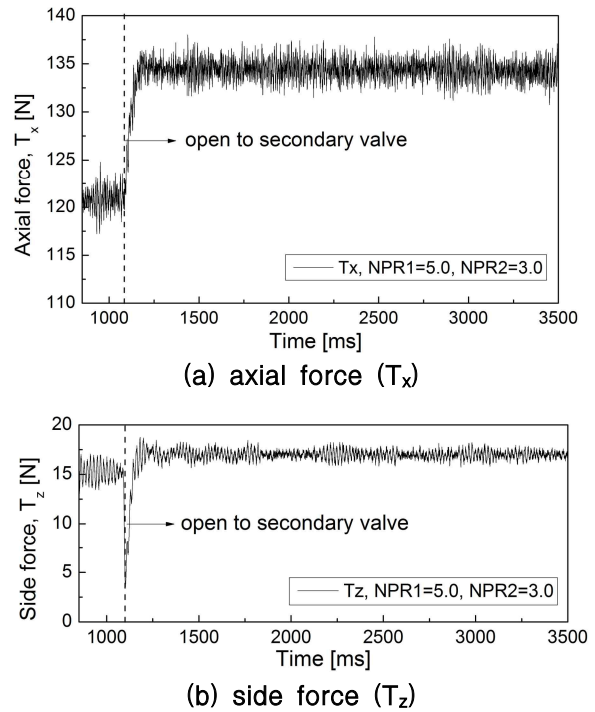 140
135
130
125
120
115
110
Axial force, Tx [N]
open to secondary valve
Tx, NPR1=5.0, NPR2=3.0
1000 1500 2000 2500 3000 3500
Time [ms]
(a) axial force (Tx)
20
15
10
5
0
Side force, Tz [N]
open to secondary valve
Tz, NPR1=5.0, NPR2=3.0
1000 1500 2000 2500 3000 3500
Time [ms]
(b) side force (Tz)